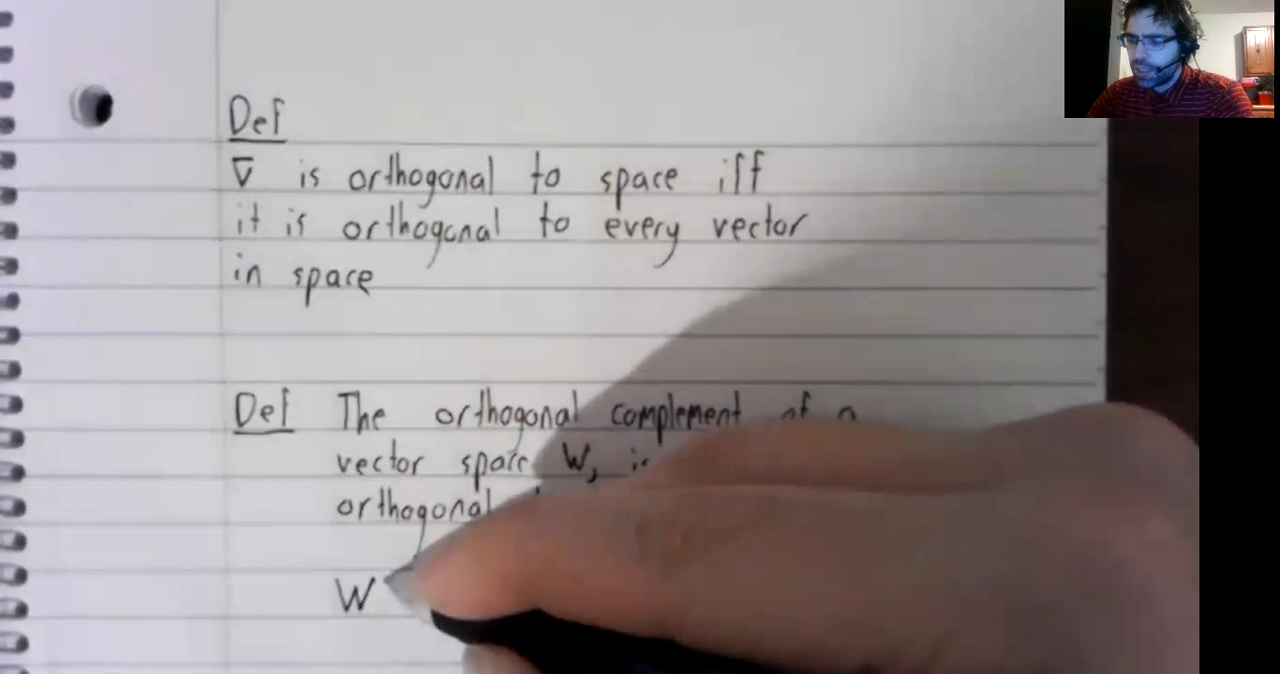 Def
v̅ is orthogonal to space iff
it is orthogonal to every vector
in space
Def The orthogonal complement of a
vector space W, is
orthogonal
W